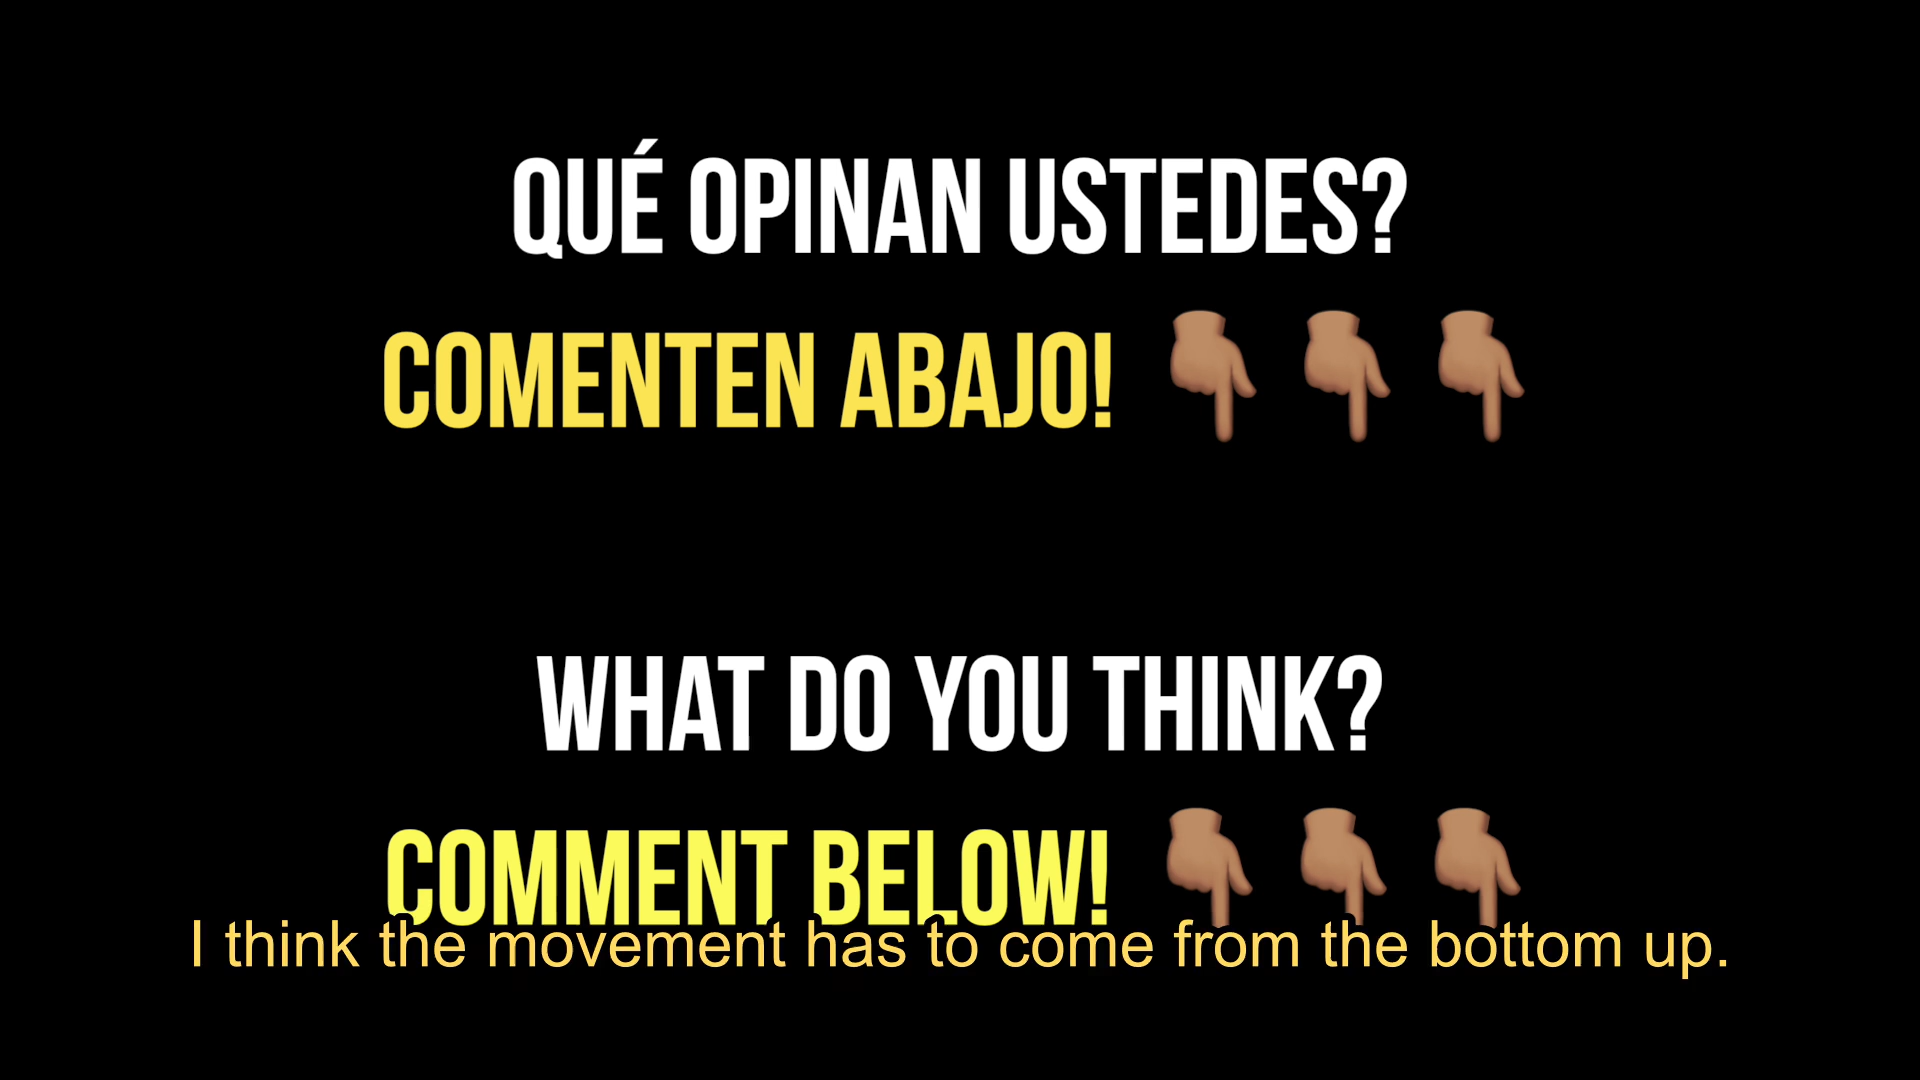 QUÉ OPINAN USTEDES?
COMENTEN ABAJO! 👇🏽 👇🏽 👇🏽
WHAT DO YOU THINK?
COMMENT BELOW! 👇🏽 👇🏽 👇🏽
I think the movement has to come from the bottom up.